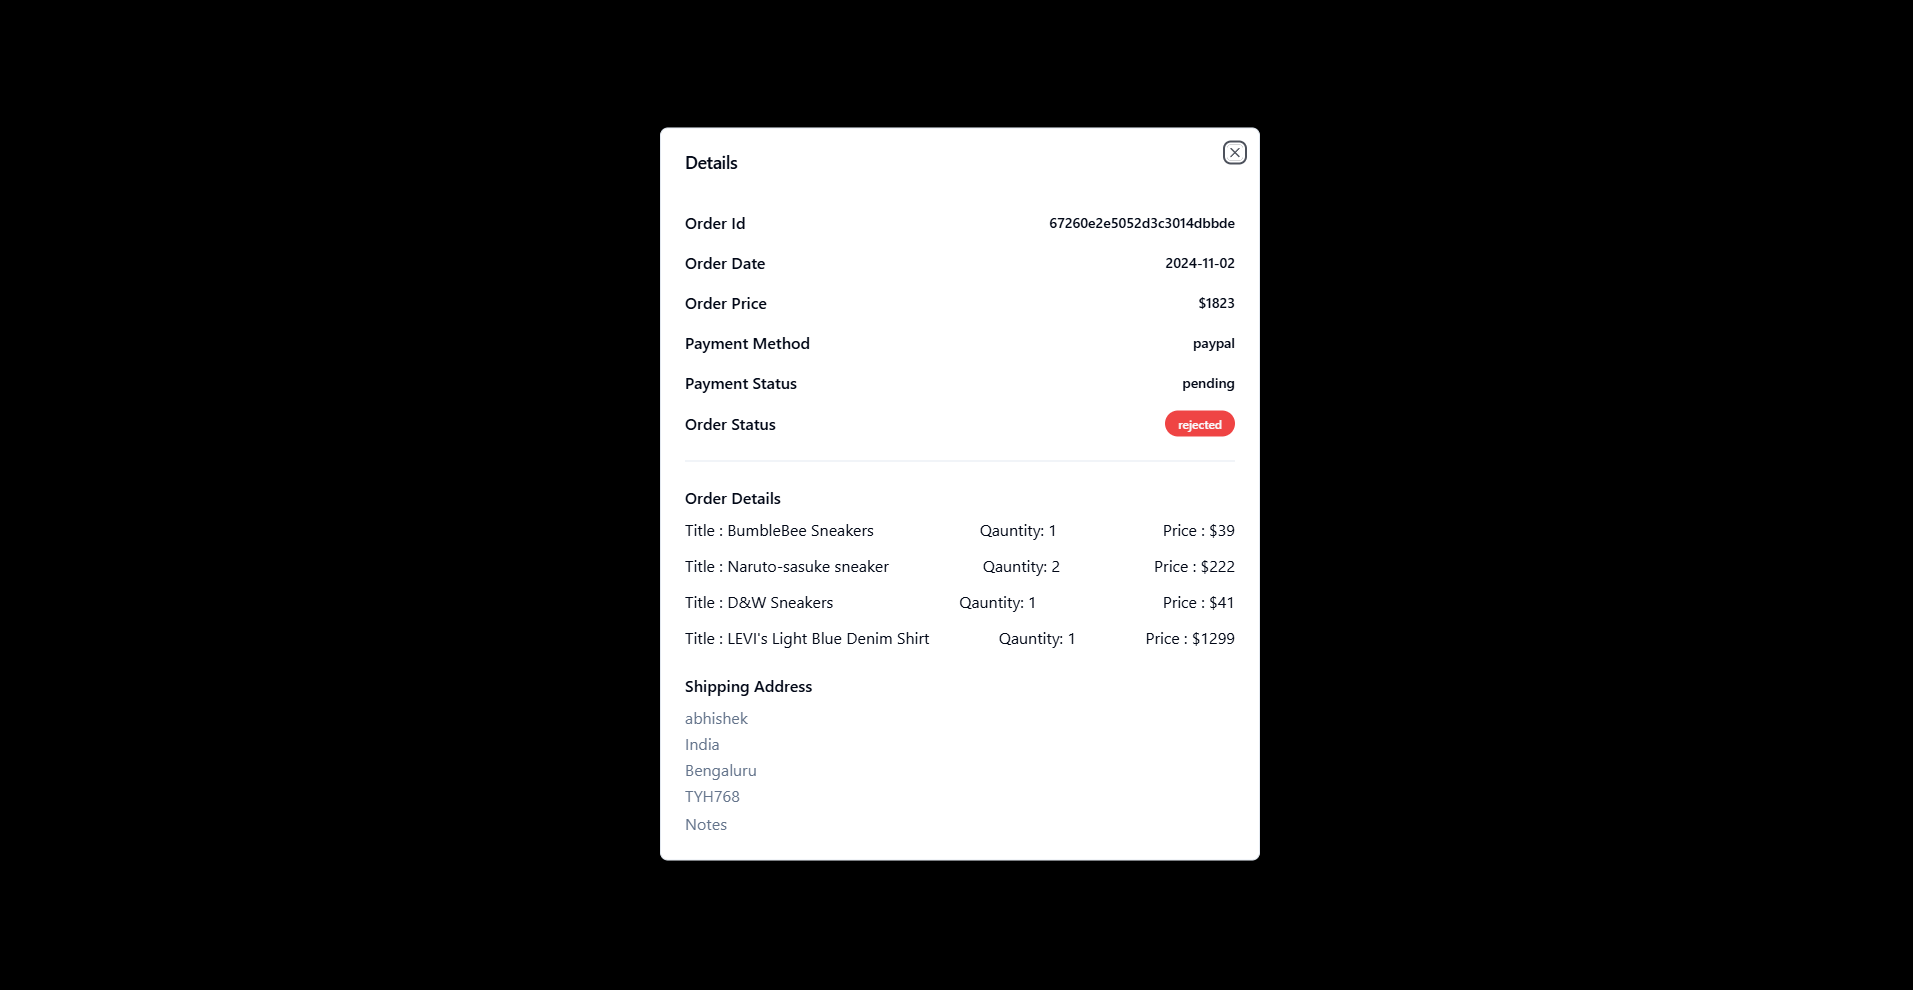 Details
Order Id 67260e2e5052d3c3014dbbde
Order Date 2024-11-02
Order Price $1823
Payment Method paypal
Payment Status pending
Order Status rejected
Order Details
Title : BumbleBee Sneakers Qauntity: 1 Price : $39
Title : Naruto-sasuke sneaker Qauntity: 2 Price : $222
Title : D&W Sneakers Qauntity: 1 Price : $41
Title : LEVI's Light Blue Denim Shirt Qauntity: 1 Price : $1299
Shipping Address
abhishek
India
Bengaluru
TYH768
Notes